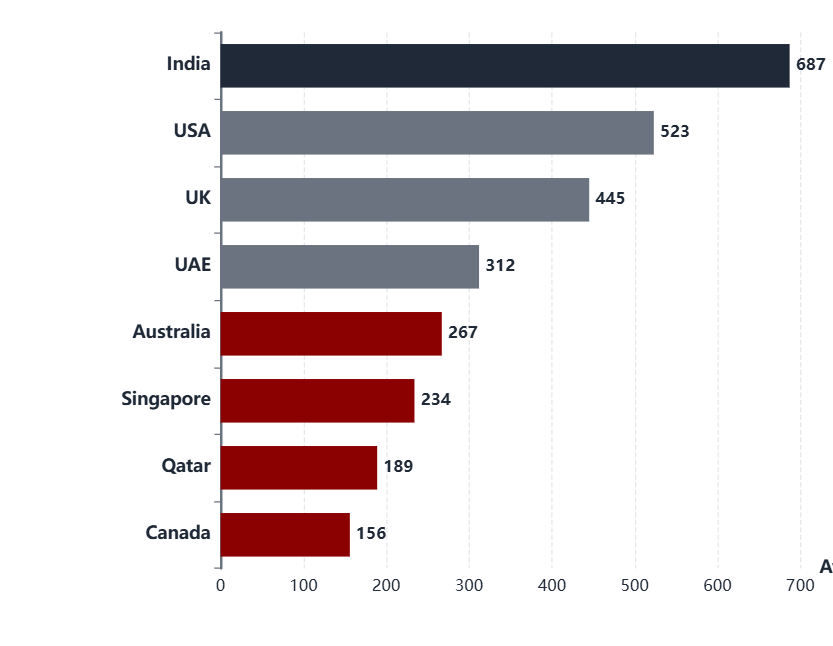 India 687
USA 523
UK 445
UAE 312
Australia 267
Singapore 234
Qatar 189
Canada 156
0 100 200 300 400 500 600 700